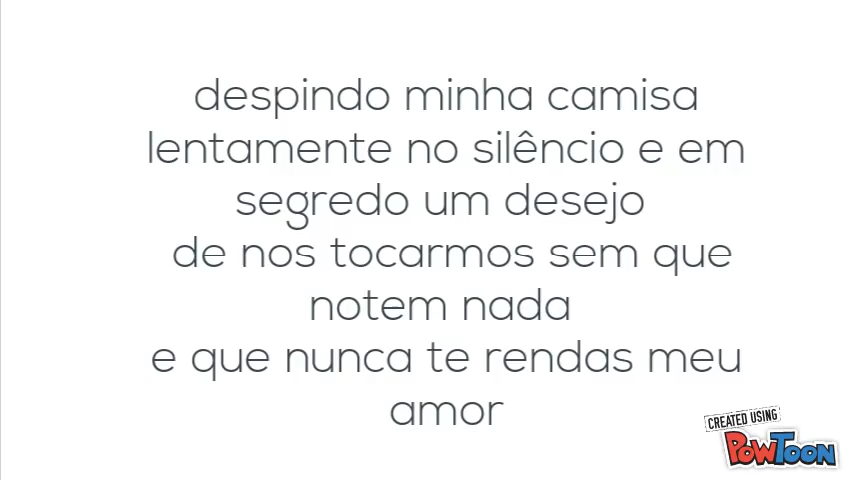 despindo minha camisa
lentamente no silêncio e em
segredo um desejo
de nos tocarmos sem que
notem nada
e que nunca te rendas meu
amor
CREATED USING
POWTOON